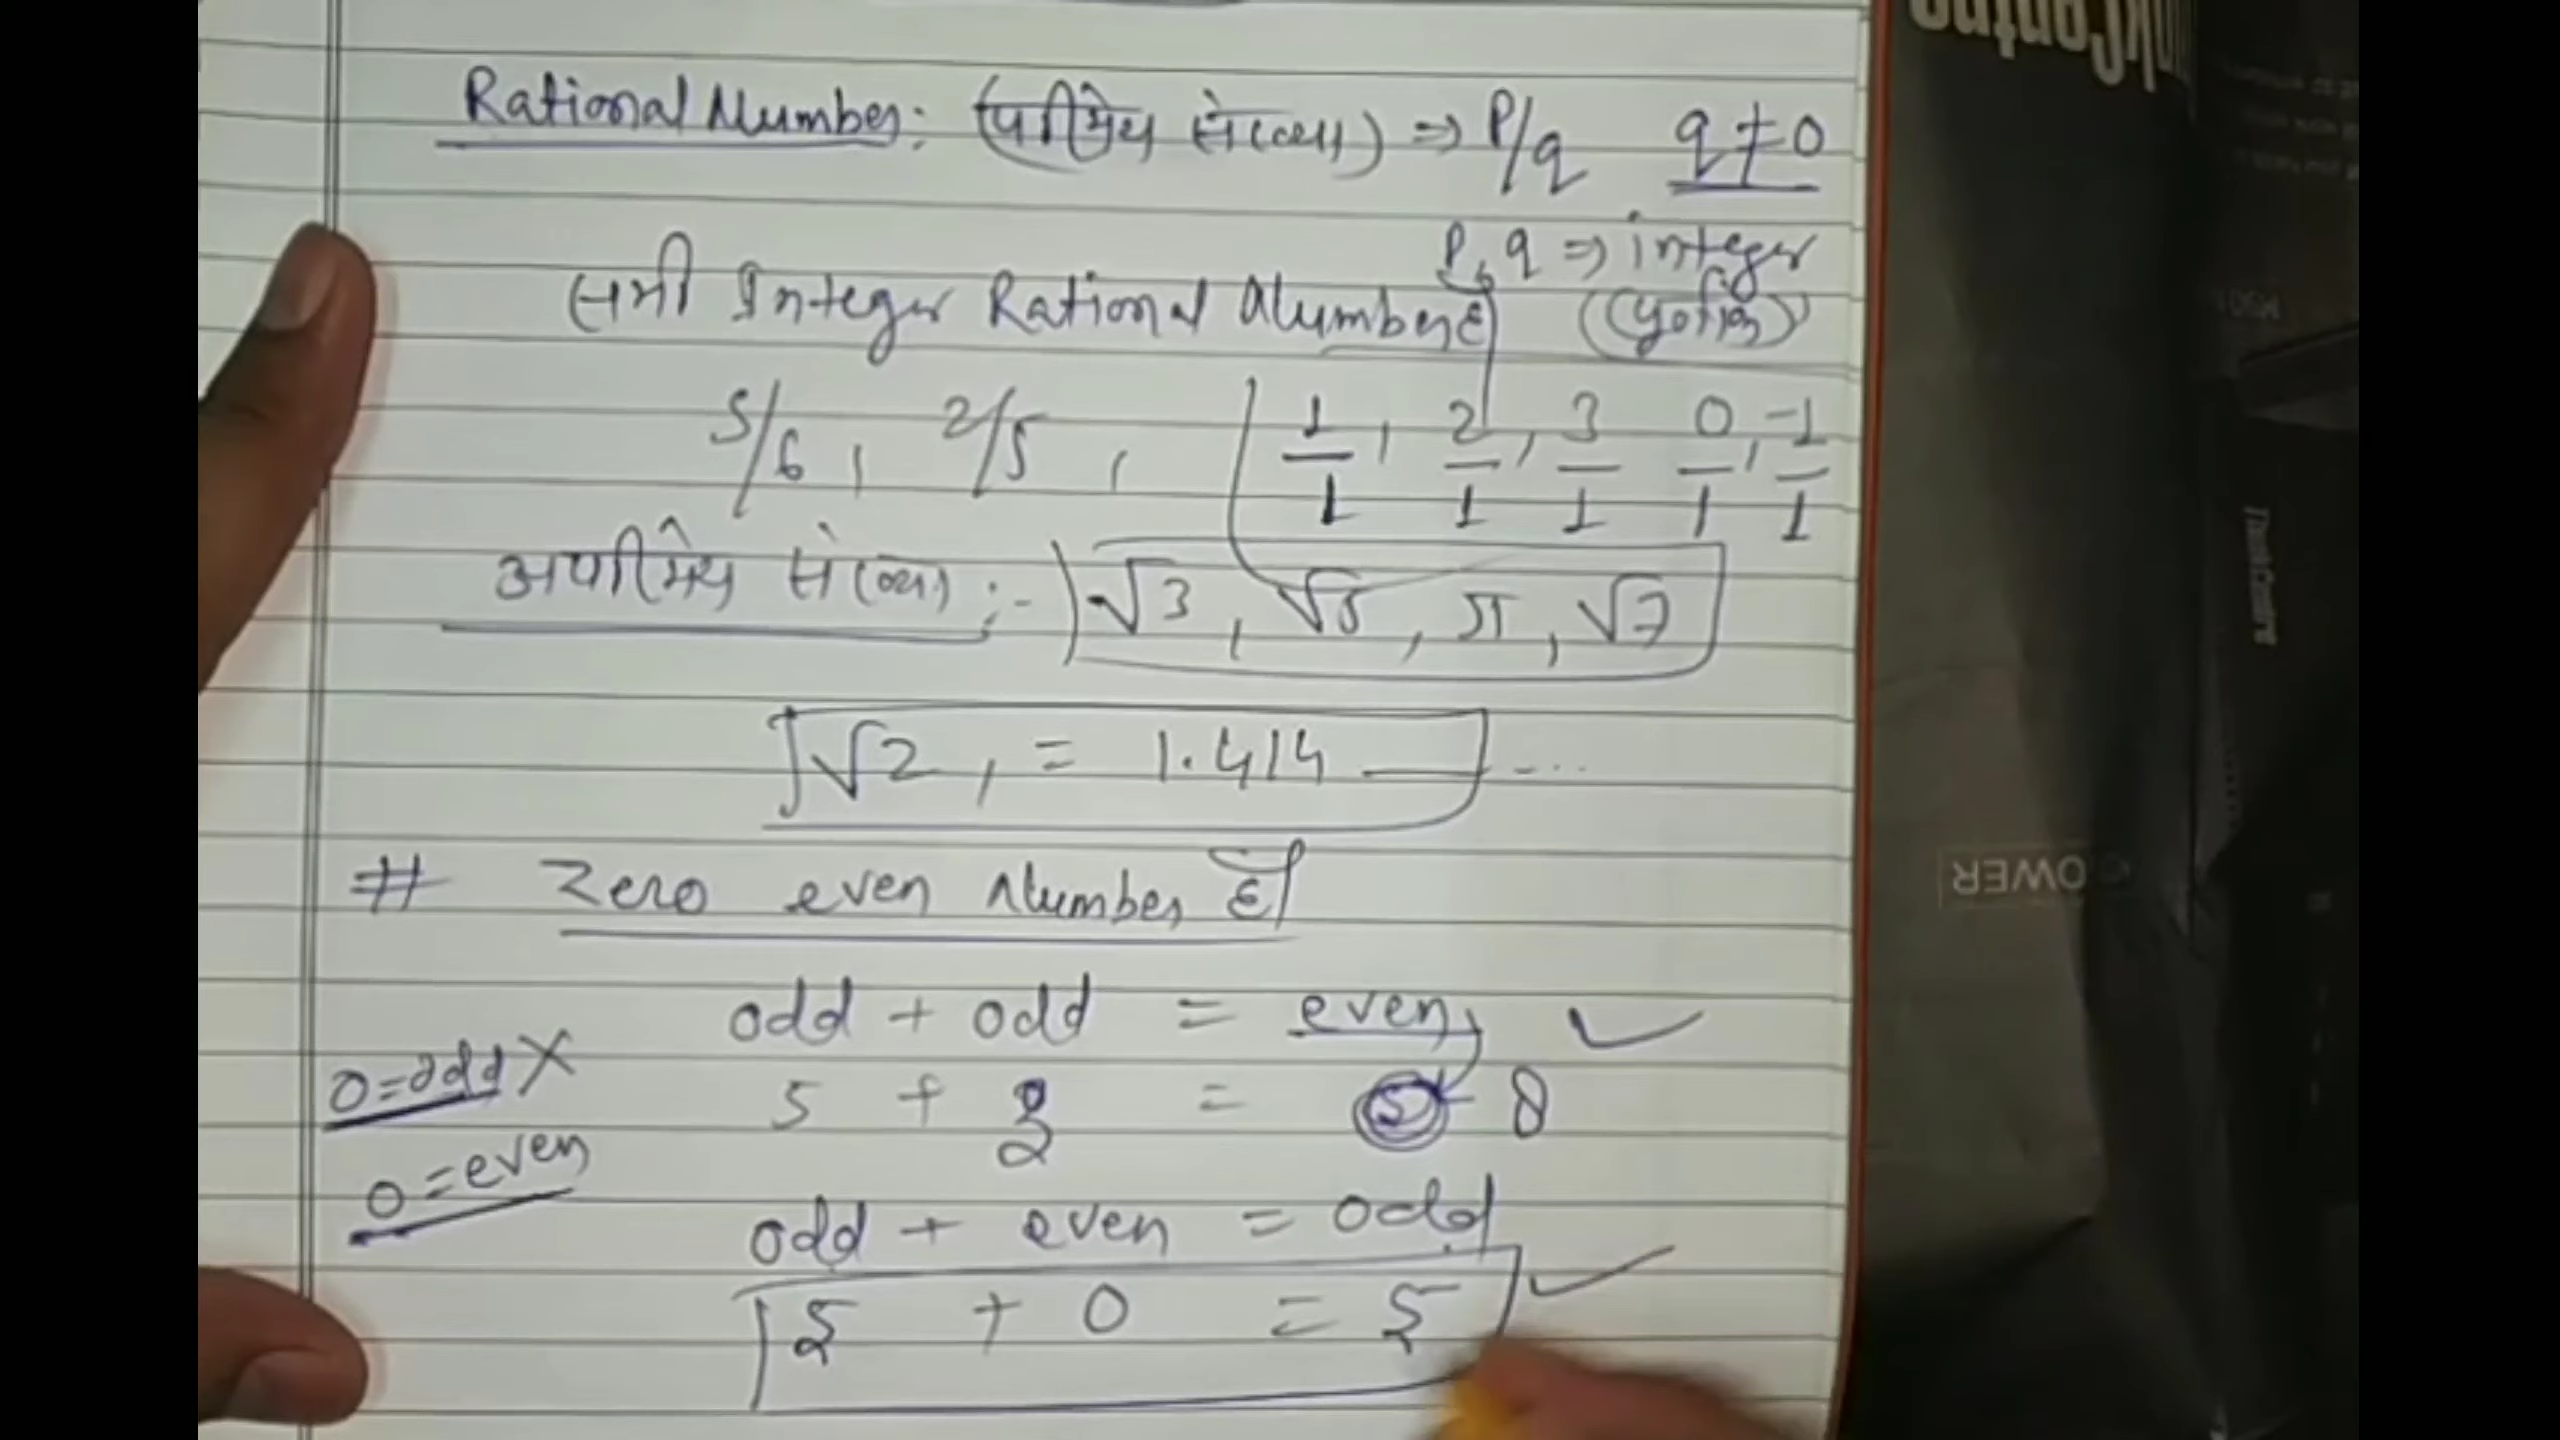 Rational Number: (परिमेय संख्या) ⇒ P/q q ≠ 0
P, q ⇒ integer
सभी Integer Rational Number है (पूर्णांक)
5/6, 2/5, 1/1, 2/1, 3/1 0/1, -1/1
अपरिमेय संख्या :- √3, √5, π, √7
√2, = 1.414 ___ ...
# Zero even Number है
odd + odd = even ✓
0=odd X
5 + 3 = 8
0=even
odd + even = odd
5 + 0 = 5 ✓
OWER